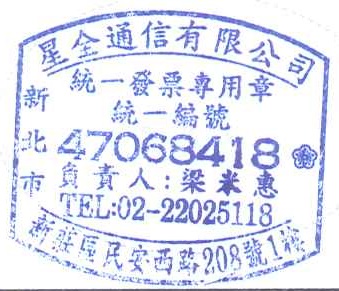 星全通信有限公司
統一發票專用章
統一編號
新北市
47068418
負責人:梁米惠
TEL:02-22025118
新莊區民安西路208號1樓